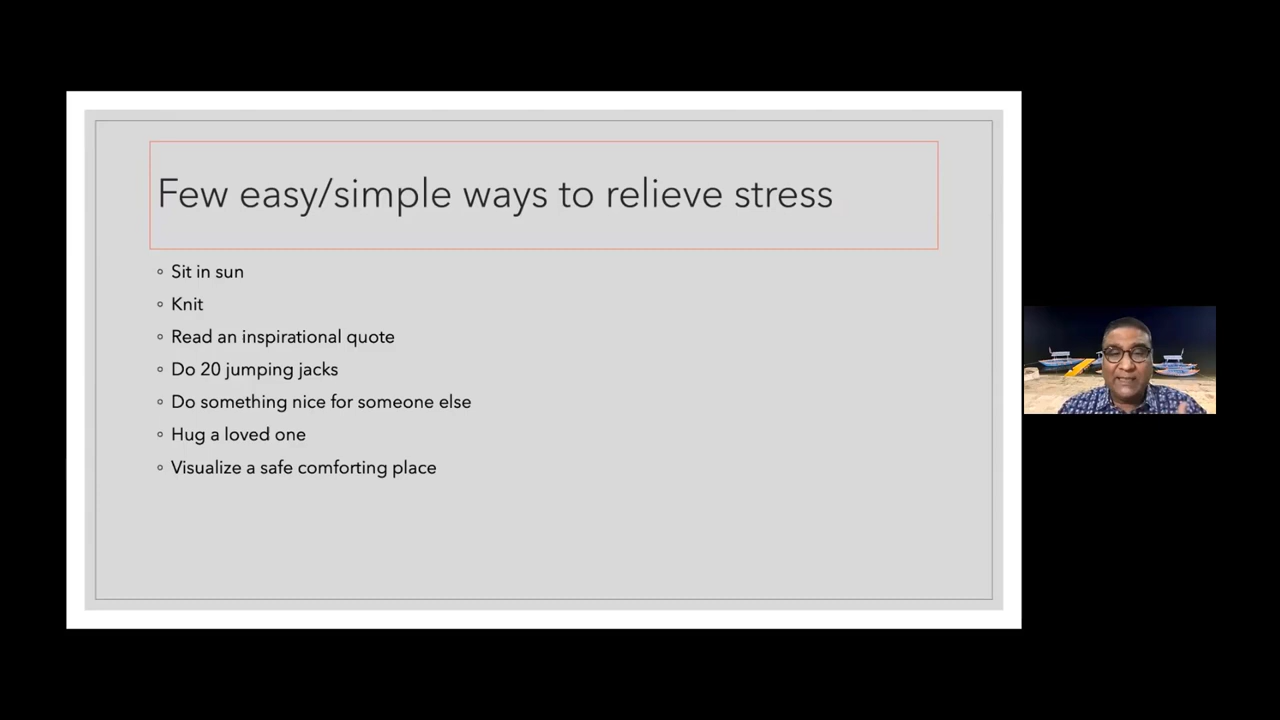 Few easy/simple ways to relieve stress
Sit in sun
Knit
Read an inspirational quote
Do 20 jumping jacks
Do something nice for someone else
Hug a loved one
Visualize a safe comforting place